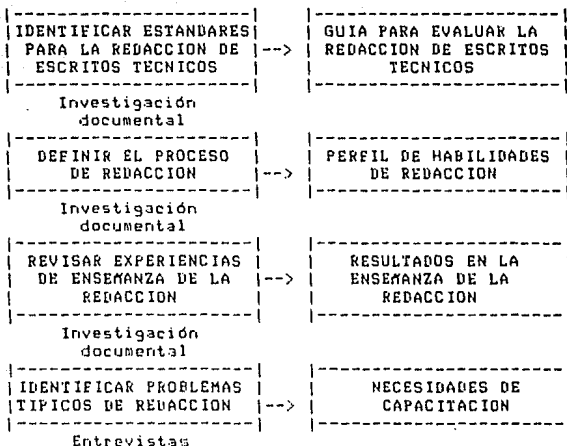 IDENTIFICAR ESTANDARES
PARA LA REDACCION DE
ESCRITOS TECNICOS
-->
GUIA PARA EVALUAR LA
REDACCION DE ESCRITOS
TECNICOS
Investigación
documental
DEFINIR EL PROCESO
DE REDACCION
-->
PERFIL DE HABILIDADES
DE REDACCION
Investigación
documental
REVISAR EXPERIENCIAS
DE ENSEÑANZA DE LA
REDACCION
-->
RESULTADOS EN LA
ENSEÑANZA DE LA
REDACCION
Investigación
documental
IDENTIFICAR PROBLEMAS
TIPICOS DE REDACCION
-->
NECESIDADES DE
CAPACITACION
Entrevistas